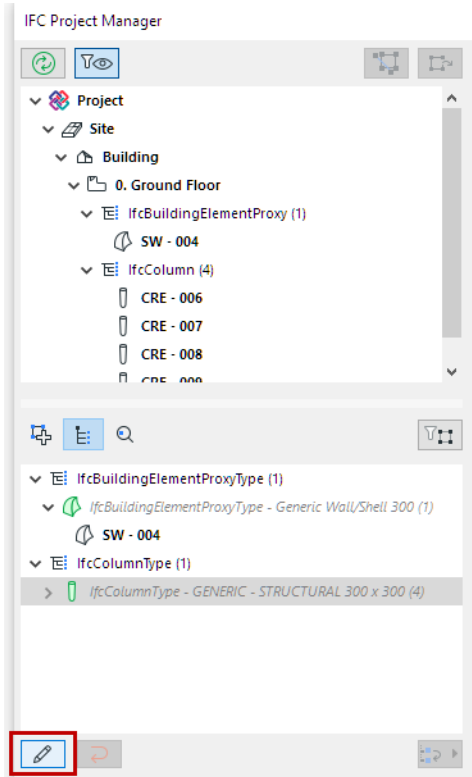 IFC Project Manager
Project
Site
Building
0. Ground Floor
IfcBuildingElementProxy (1)
SW - 004
IfcColumn (4)
CRE - 006
CRE - 007
CRE - 008
CRE - 009
IfcBuildingElementProxyType (1)
IfcBuildingElementProxyType - Generic Wall/Shell 300 (1)
SW - 004
IfcColumnType (1)
IfcColumnType - GENERIC - STRUCTURAL 300 x 300 (4)